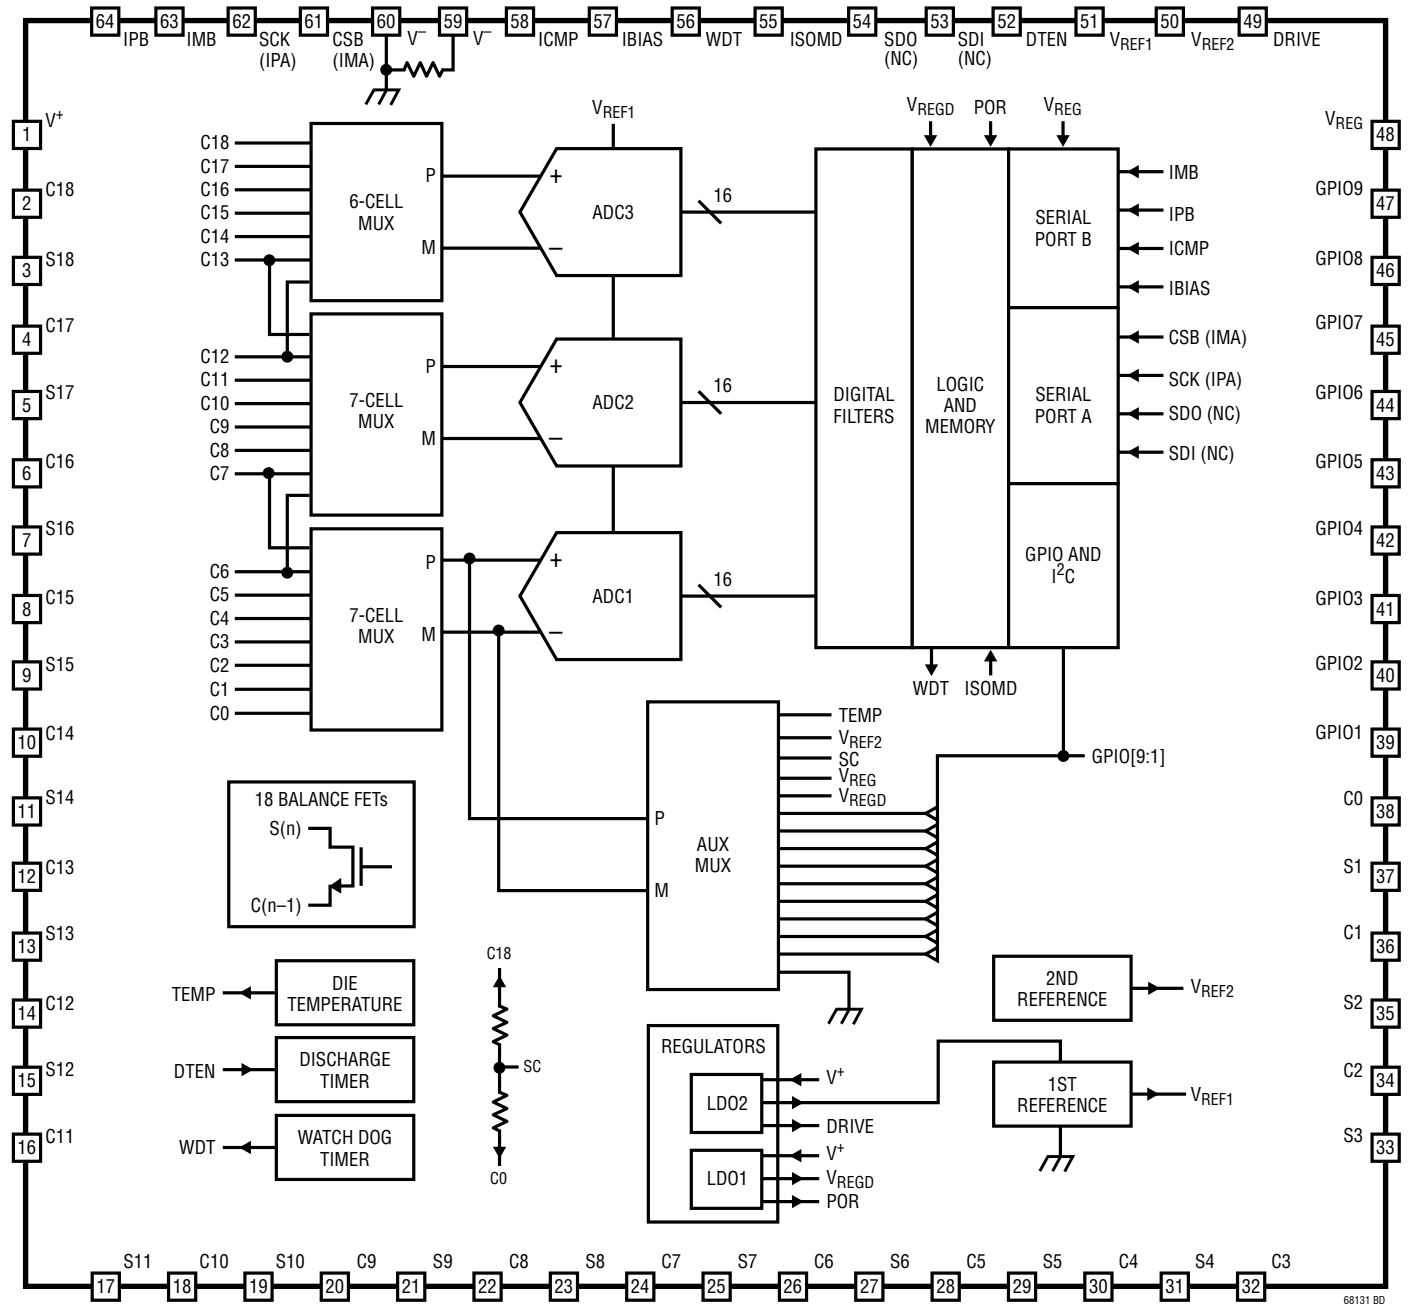 64 63 62 61 60 59 58 57 56 55 54 53 52 51 50 49
IPB IMB SCK (IPA) CSB (IMA) V– V– ICMP IBIAS WDT ISOMD SDO (NC) SDI (NC) DTEN VREF1 VREF2 DRIVE
1 V+
2 C18
3 S18
4 C17
5 S17
6 C16
7 S16
8 C15
9 S15
10 C14
11 S14
12 C13
13 S13
14 C12
15 S12
16 C11
C18
C17
C16
C15
C14
C13
6-CELL
MUX
P
M
C12
C11
C10
C9
C8
C7
7-CELL
MUX
P
M
C6
C5
C4
C3
C2
C1
C0
7-CELL
MUX
P
M
VREF1
+
–
ADC3
16
+
–
ADC2
16
+
–
ADC1
16
VREGD POR VREG
DIGITAL
FILTERS
LOGIC
AND
MEMORY
SERIAL
PORT B
SERIAL
PORT A
GPIO AND
I2C
IMB
IPB
ICMP
IBIAS
CSB (IMA)
SCK (IPA)
SDO (NC)
SDI (NC)
WDT ISOMD
AUX
MUX
P
M
TEMP
VREF2
SC
VREG
VREGD
GPIO[9:1]
18 BALANCE FETs
S(n)
C(n–1)
TEMP
DIE
TEMPERATURE
DTEN
DISCHARGE
TIMER
WDT
WATCH DOG
TIMER
C18
SC
C0
REGULATORS
LDO2
V+
DRIVE
LDO1
V+
VREGD
POR
2ND
REFERENCE
VREF2
1ST
REFERENCE
VREF1
VREG 48
GPIO9 47
GPIO8 46
GPIO7 45
GPIO6 44
GPIO5 43
GPIO4 42
GPIO3 41
GPIO2 40
GPIO1 39
C0 38
S1 37
C1 36
S2 35
C2 34
S3 33
S11 C10 S10 C9 S9 C8 S8 C7 S7 C6 S6 C5 S5 C4 S4 C3
17 18 19 20 21 22 23 24 25 26 27 28 29 30 31 32
68131 BD